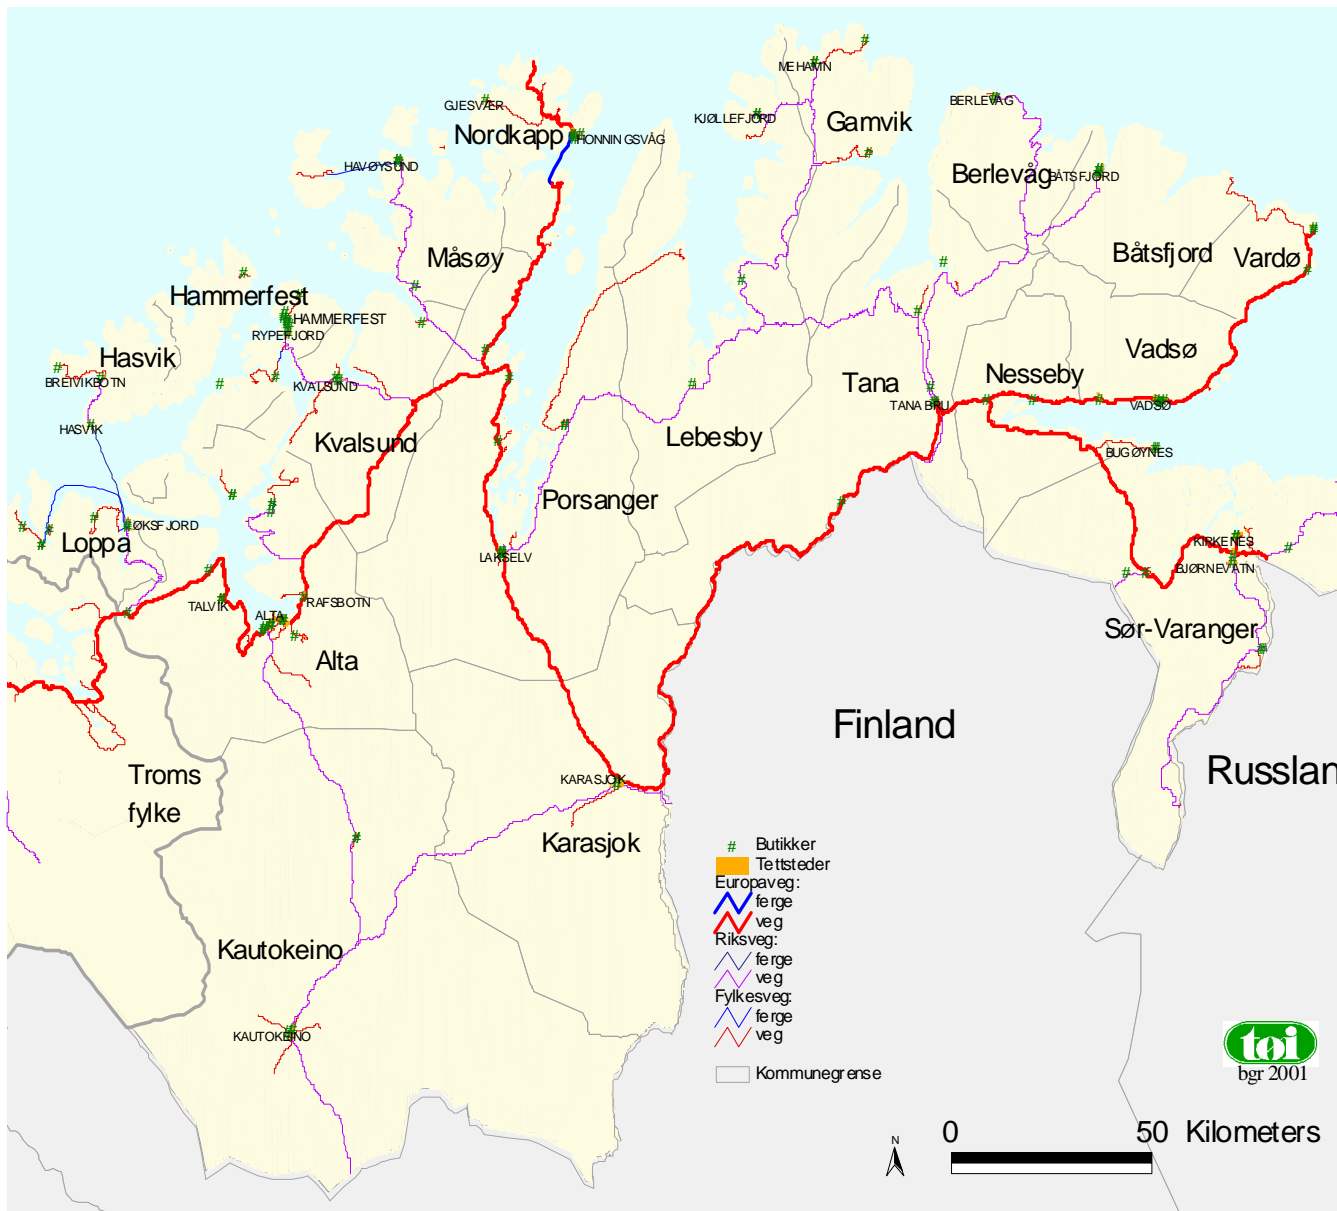 MEHAMN
GJESVÆR
BERLEVÅG
KJØLLEFJORD
Gamvik
Nordkapp
HONNINGSVÅG
HAVØYSUND
Berlevåg
BÅTSFJORD
Måsøy
Båtsfjord
Vardø
Hammerfest
HAMMERFEST
RYPEFJORD
Hasvik
Vadsø
BREIVIKBOTN
KVALSUND
Tana
Nesseby
TANA BRU
VADSØ
HASVIK
Kvalsund
Lebesby
BUGØYNES
Porsanger
ØKSFJORD
Loppa
LAKSELV
KIRKENES
BJØRNEVATN
TALVIK
RAFSBOTN
ALTA
Sør-Varanger
Alta
Finland
Troms
fylke
KARASJOK
Russlan
Karasjok
# Butikker
Tettsteder
Europaveg:
ferge
veg
Riksveg:
ferge
veg
Fylkesveg:
ferge
veg
Kommunegrense
Kautokeino
KAUTOKEINO
tøi
bgr 2001
N
0 50 Kilometers